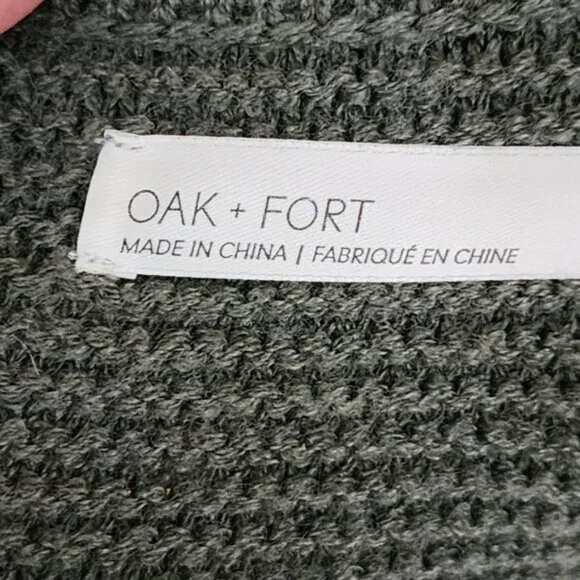 OAK + FORT
MADE IN CHINA | FABRIQUÉ EN CHINE